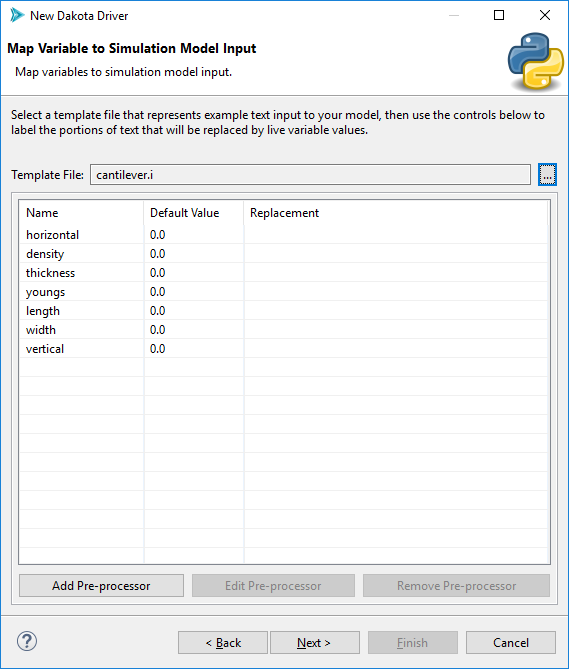 New Dakota Driver
Map Variable to Simulation Model Input
Map variables to simulation model input.
Select a template file that represents example text input to your model, then use the controls below to
label the portions of text that will be replaced by live variable values.
Template File: cantilever.i ...
Name Default Value Replacement
horizontal 0.0
density 0.0
thickness 0.0
youngs 0.0
length 0.0
width 0.0
vertical 0.0
Add Pre-processor Edit Pre-processor Remove Pre-processor
? < Back Next > Finish Cancel